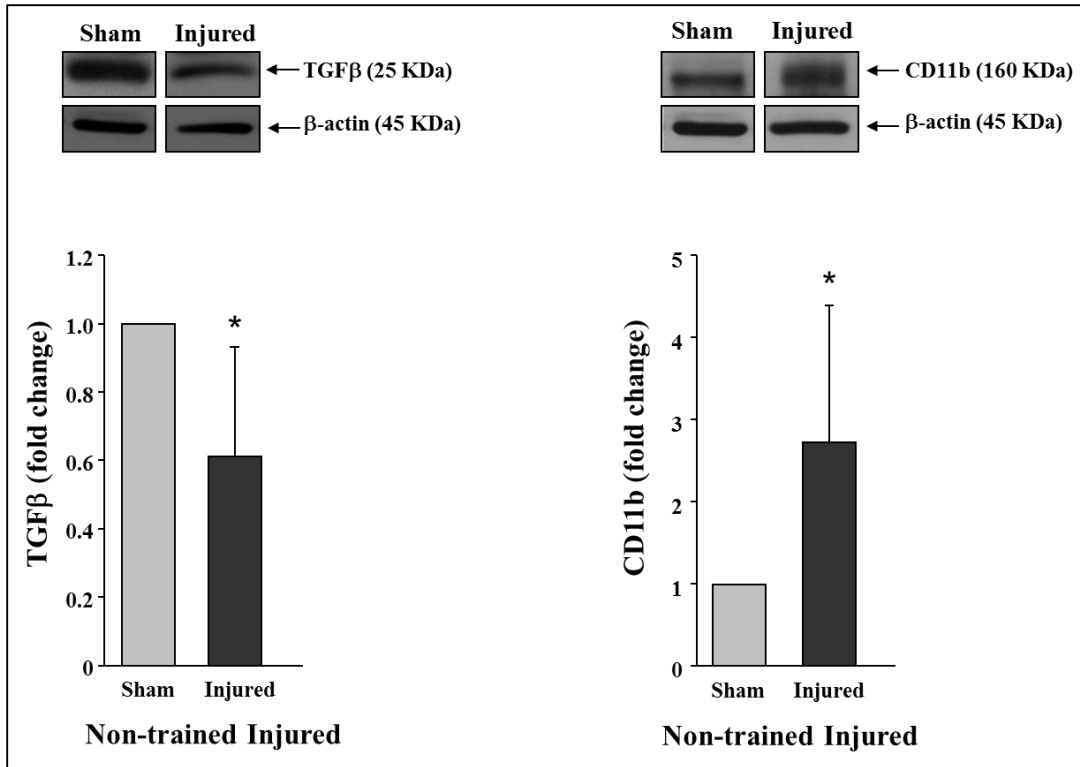 Sham Injured
TGFβ (25 KDa)
β-actin (45 KDa)
1.2
1.0
0.8
0.6
0.4
0.2
0
TGFβ (fold change)
*
Sham Injured
Non-trained Injured
Sham Injured
CD11b (160 KDa)
β-actin (45 KDa)
5
4
3
2
1
0
CD11b (fold change)
*
Sham Injured
Non-trained Injured